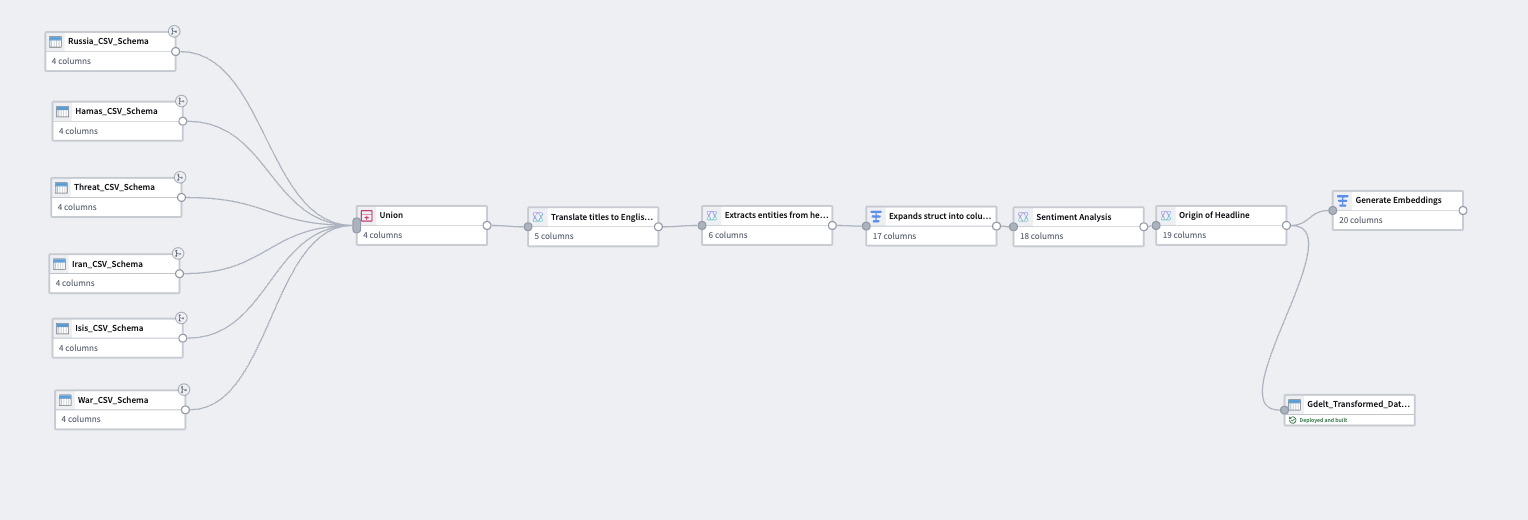 Russia_CSV_Schema
4 columns
Hamas_CSV_Schema
4 columns
Threat_CSV_Schema
4 columns
Iran_CSV_Schema
4 columns
Isis_CSV_Schema
4 columns
War_CSV_Schema
4 columns
Union
4 columns
Translate titles to Englis...
5 columns
Extracts entities from he...
6 columns
Expands struct into colu...
17 columns
Sentiment Analysis
18 columns
Origin of Headline
19 columns
Generate Embeddings
20 columns
Gdelt_Transformed_Dat...
Deployed and built